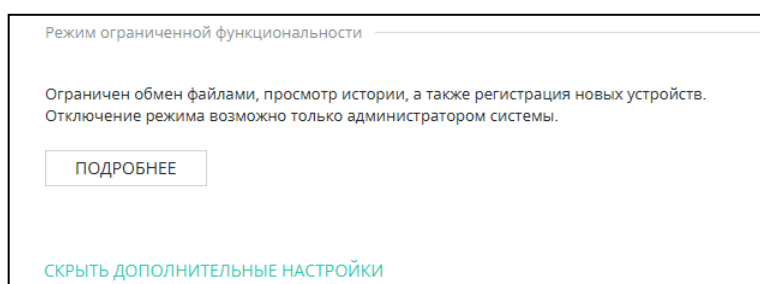 Режим ограниченной функциональности
Ограничен обмен файлами, просмотр истории, а также регистрация новых устройств.
Отключение режима возможно только администратором системы.
ПОДРОБНЕЕ
СКРЫТЬ ДОПОЛНИТЕЛЬНЫЕ НАСТРОЙКИ